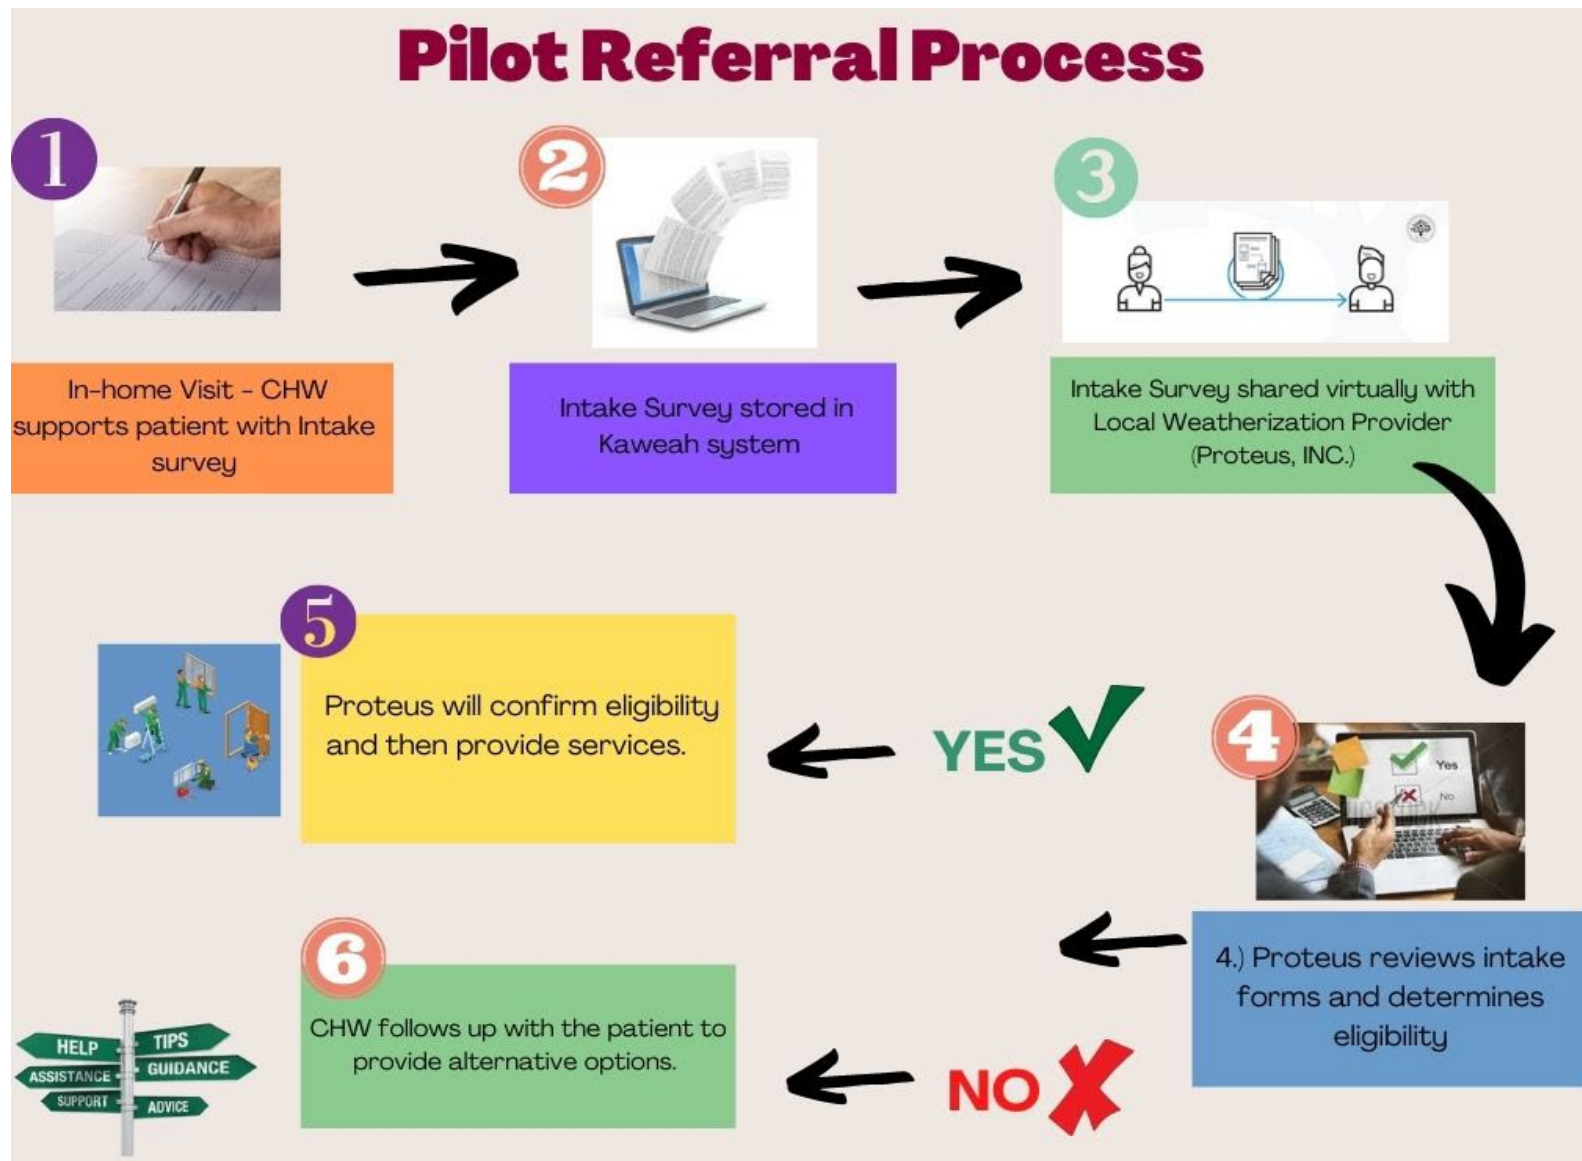 Pilot Referral Process
1
In-home Visit - CHW
supports patient with Intake
survey
2
Intake Survey stored in
Kaweah system
3
Intake Survey shared virtually with
Local Weatherization Provider
(Proteus, INC.)
4
Yes
No
4.) Proteus reviews intake
forms and determines
eligibility
YES
5
Proteus will confirm eligibility
and then provide services.
NO
6
CHW follows up with the patient to
provide alternative options.
HELP
TIPS
ASSISTANCE
GUIDANCE
SUPPORT
ADVICE